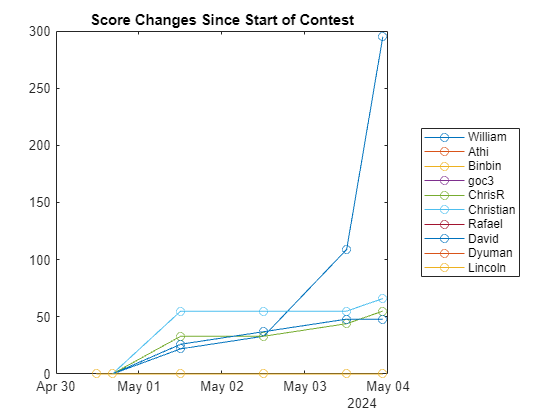 Score Changes Since Start of Contest
300
250
200
150
100
50
0
Apr 30 May 01 May 02 May 03 May 04
2024
William
Athi
Binbin
goc3
ChrisR
Christian
Rafael
David
Dyuman
Lincoln